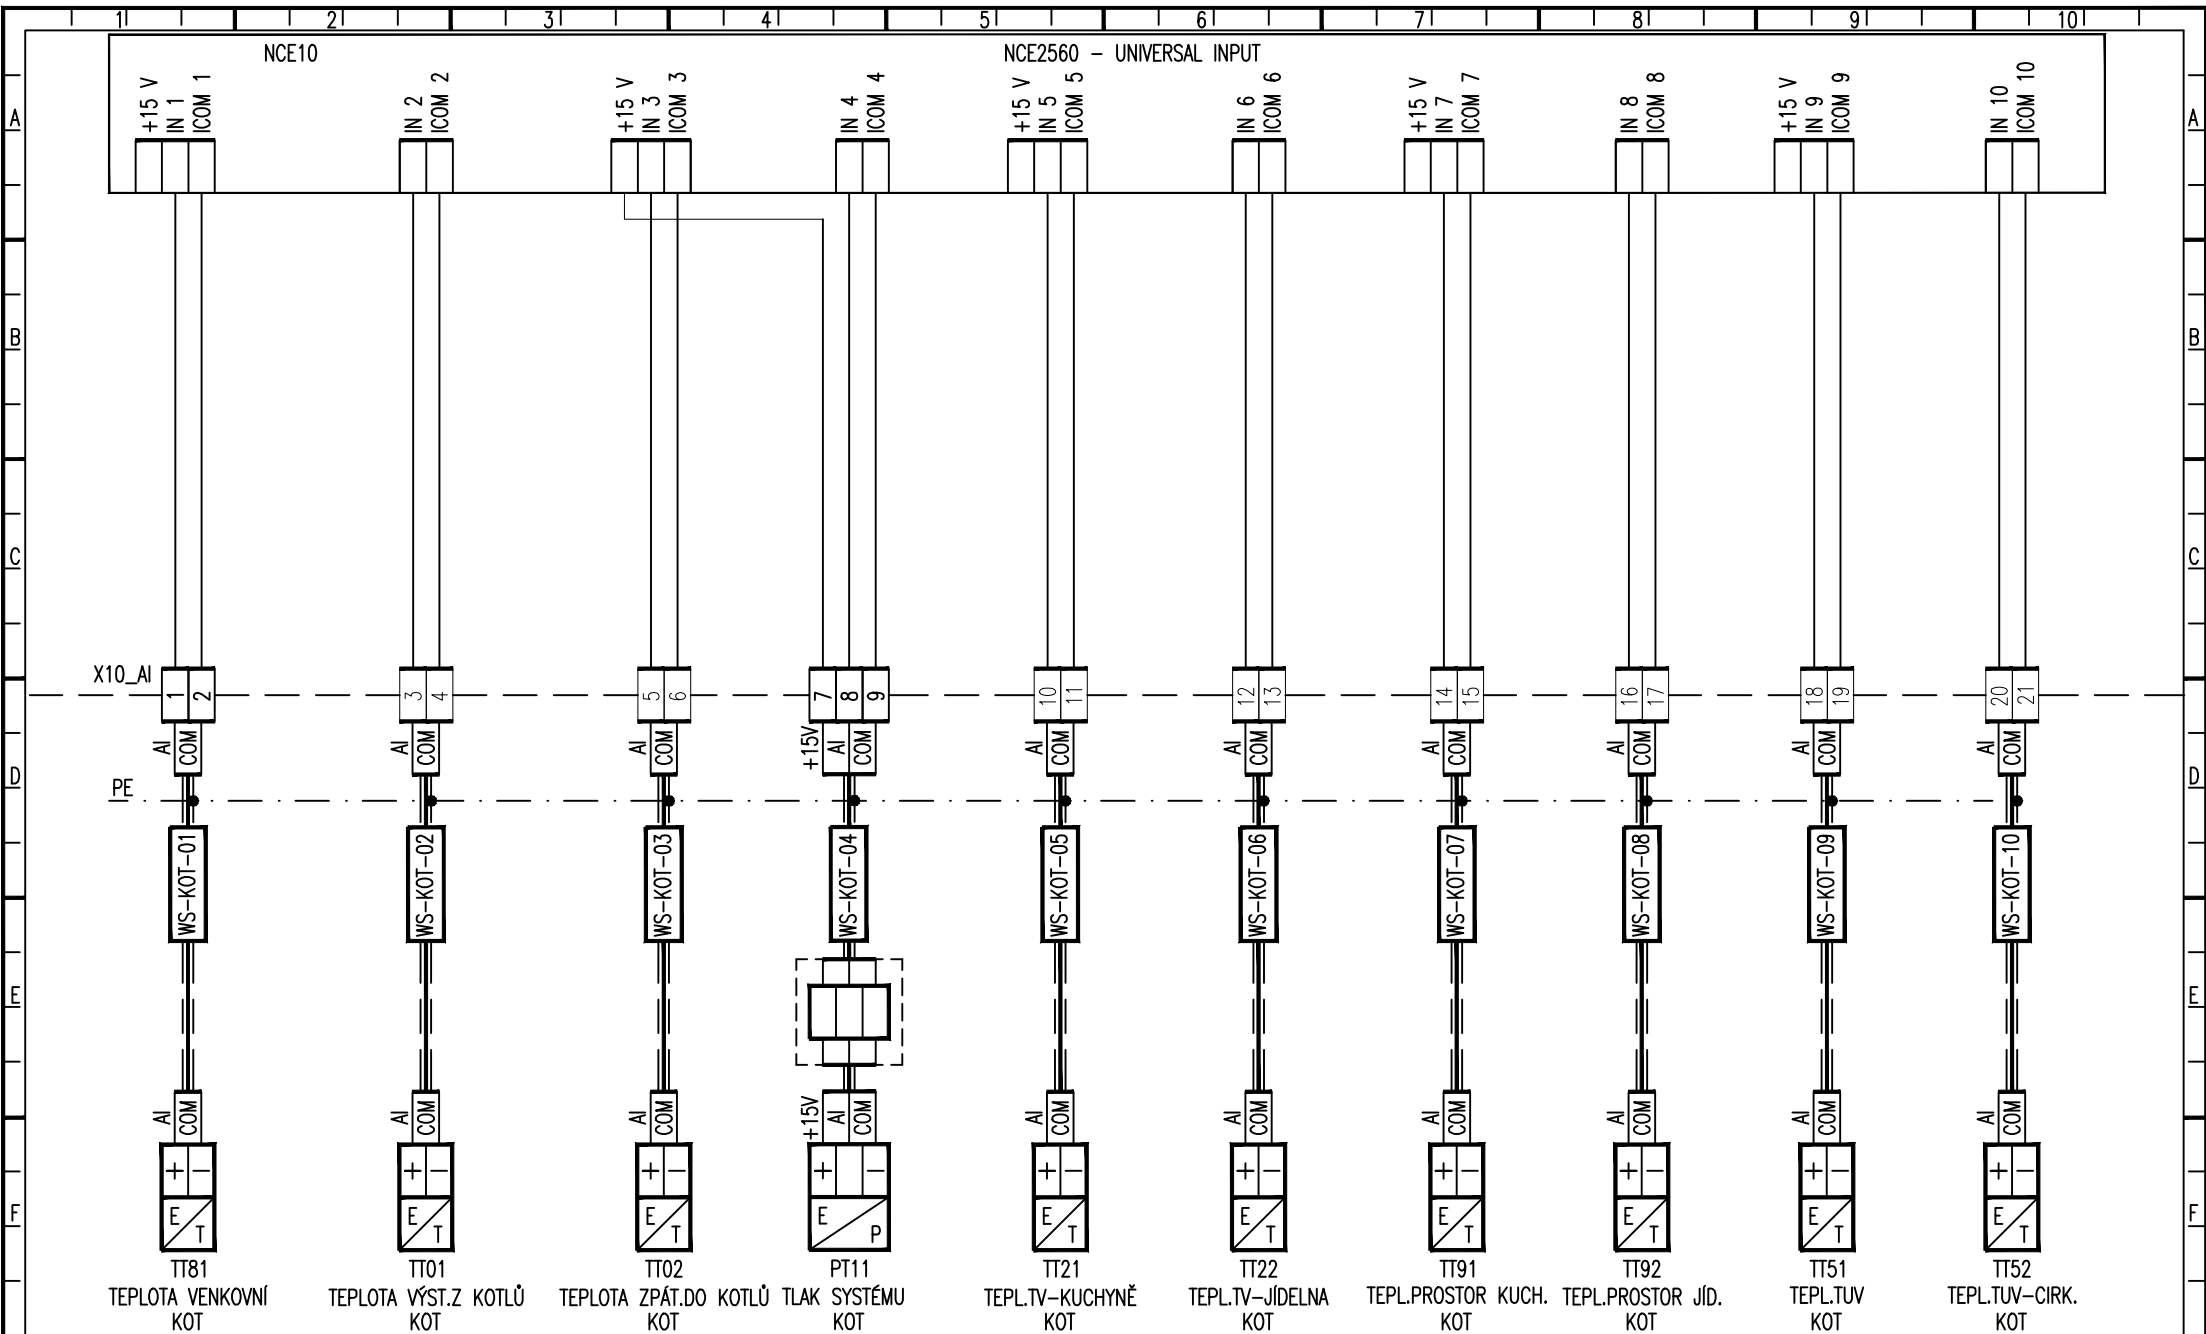 1 2 3 4 5 6 7 8 9 10
NCE10 NCE2560 – UNIVERSAL INPUT
+15 V IN 1 ICOM 1
IN 2 ICOM 2
+15 V IN 3 ICOM 3
IN 4 ICOM 4
+15 V IN 5 ICOM 5
IN 6 ICOM 6
+15 V IN 7 ICOM 7
IN 8 ICOM 8
+15 V IN 9 ICOM 9
IN 10 ICOM 10
A A
B B
C C
X10_AI 1 2 3 4 5 6 7 8 9 10 11 12 13 14 15 16 17 18 19 20 21
AI COM AI COM AI COM +15V AI COM AI COM AI COM AI COM AI COM AI COM AI COM
D D
PE
WS-KOT-01 WS-KOT-02 WS-KOT-03 WS-KOT-04 WS-KOT-05 WS-KOT-06 WS-KOT-07 WS-KOT-08 WS-KOT-09 WS-KOT-10
E E
AI COM AI COM AI COM +15V AI COM AI COM AI COM AI COM AI COM AI COM AI COM
+ − + − + − + − + − + − + − + − + − + −
F F
E T E T E T E P E T E T E T E T E T E T
TT81 TT01 TT02 PT11 TT21 TT22 TT91 TT92 TT51 TT52
TEPLOTA VENKOVNÍ TEPLOTA VÝST.Z KOTLŮ TEPLOTA ZPÁT.DO KOTLŮ TLAK SYSTÉMU TEPL.TV–KUCHYNĚ TEPL.TV–JÍDELNA TEPL.PROSTOR KUCH. TEPL.PROSTOR JÍD. TEPL.TUV TEPL.TUV–CIRK.
KOT KOT KOT KOT KOT KOT KOT KOT KOT KOT